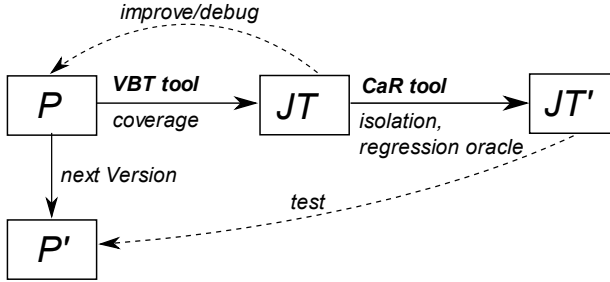 improve/debug
P
VBT tool
coverage
JT
CaR tool
isolation,
regression oracle
JT'
next Version
test
P'